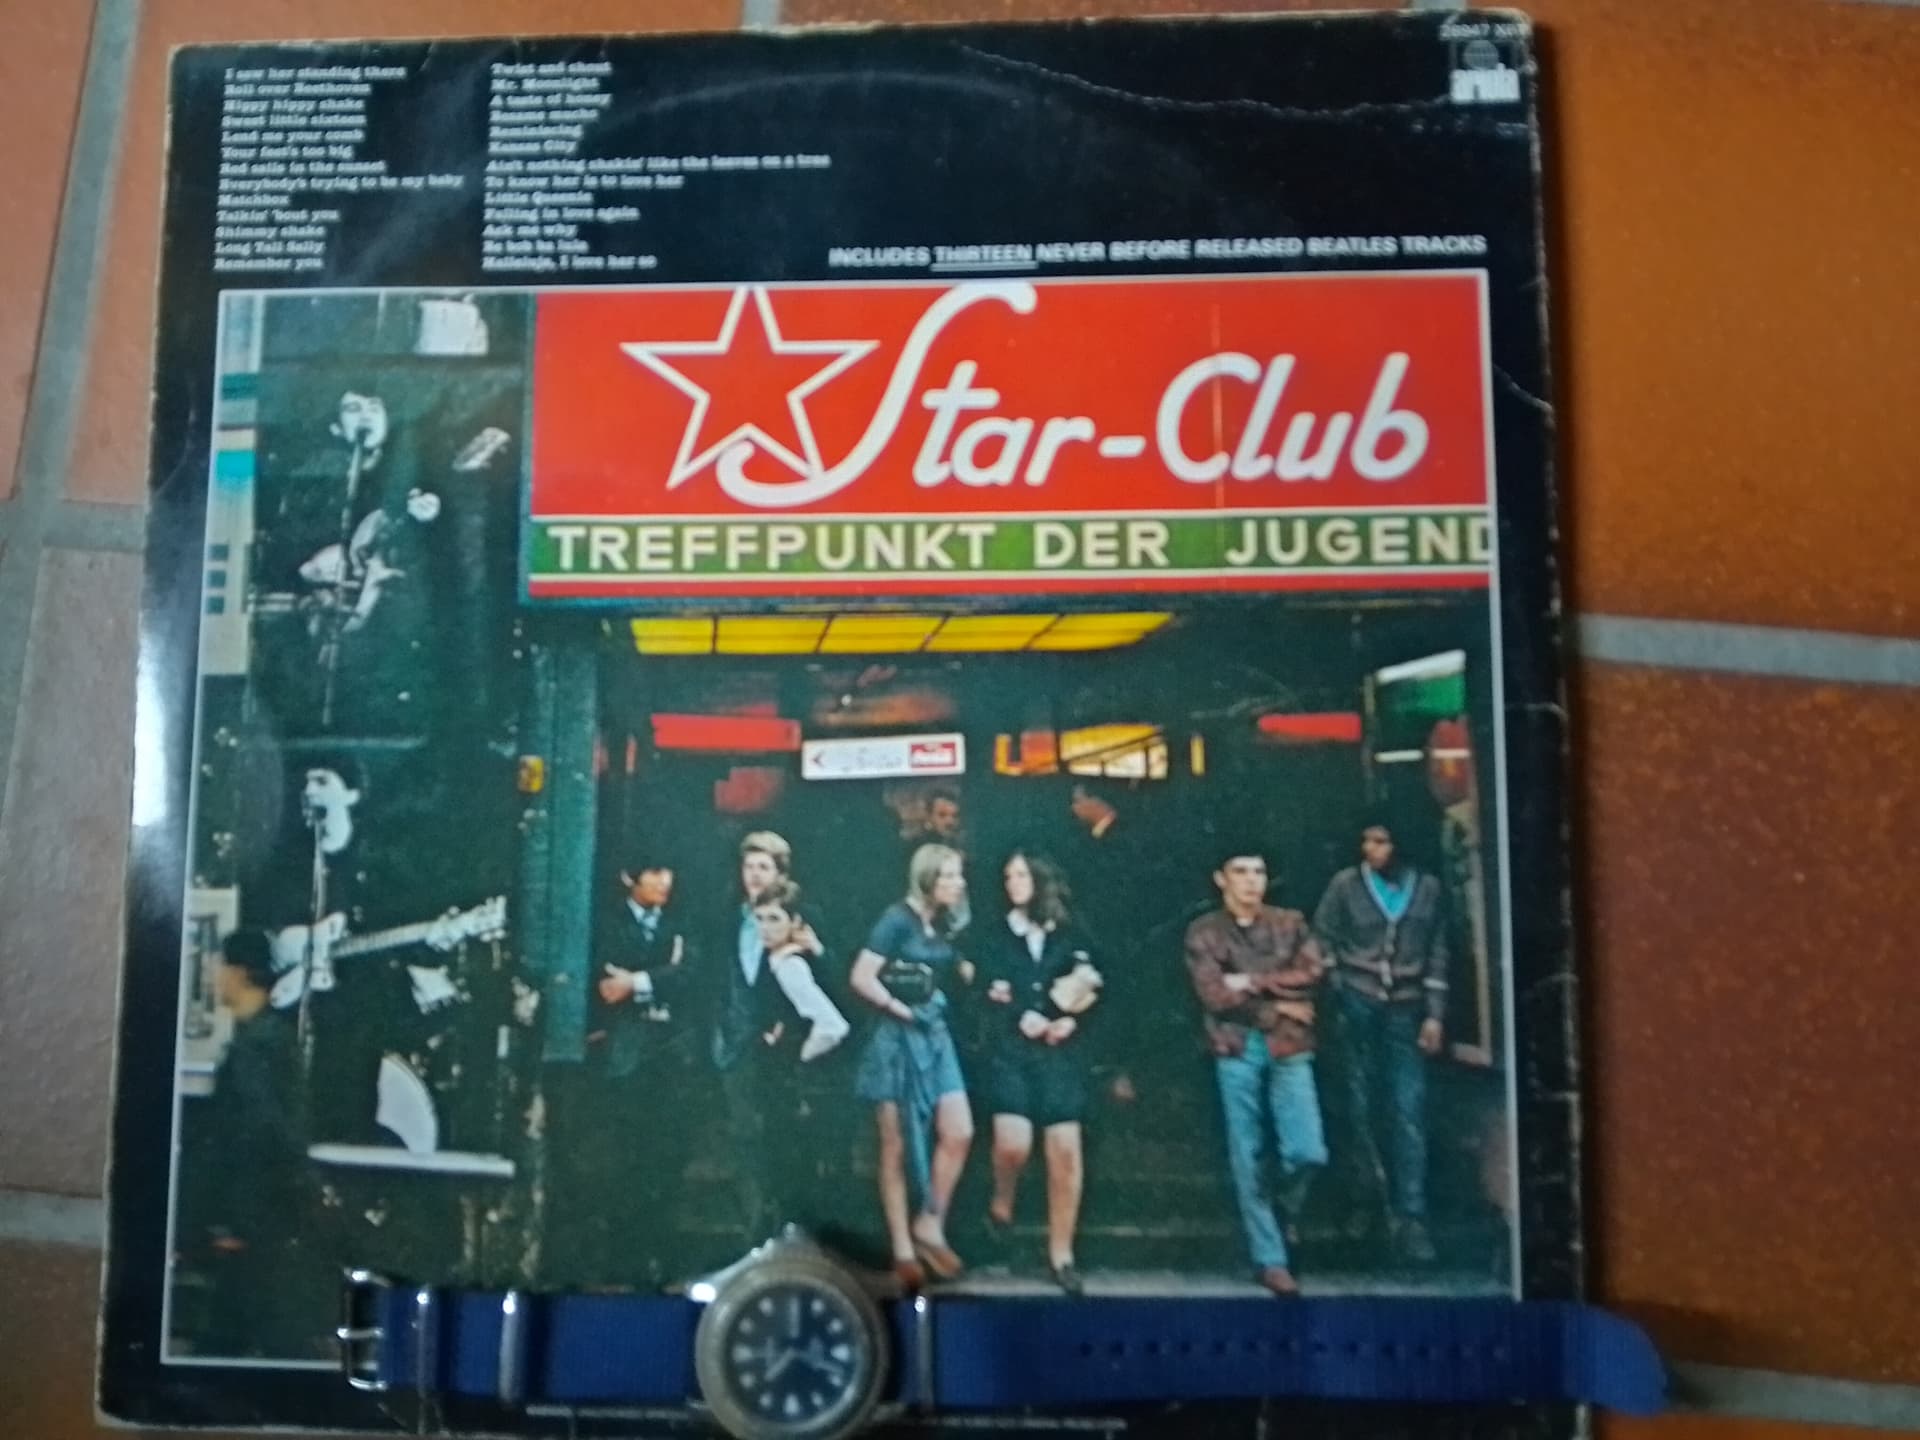 I saw her standing there
Roll over Beethoven
Hippy hippy shake
Sweet little sixteen
Lend me your comb
Your feet's too big
Red sails in the sunset
Everybody's trying to be my baby
Matchbox
Talkin' 'bout you
Shimmy shake
Long Tall Sally
Remember you
Twist and shout
Mr. Moonlight
A taste of honey
Besame mucho
Reminiscing
Kansas City
Ain't nothing shakin' like the leaves on a tree
To know her is to love her
Little Queenie
Falling in love again
Ask me why
Be bob ba lula
Halleluja, I love her so
ariola
INCLUDES THIRTEEN NEVER BEFORE RELEASED BEATLES TRACKS
Star-Club
TREFFPUNKT DER JUGEND